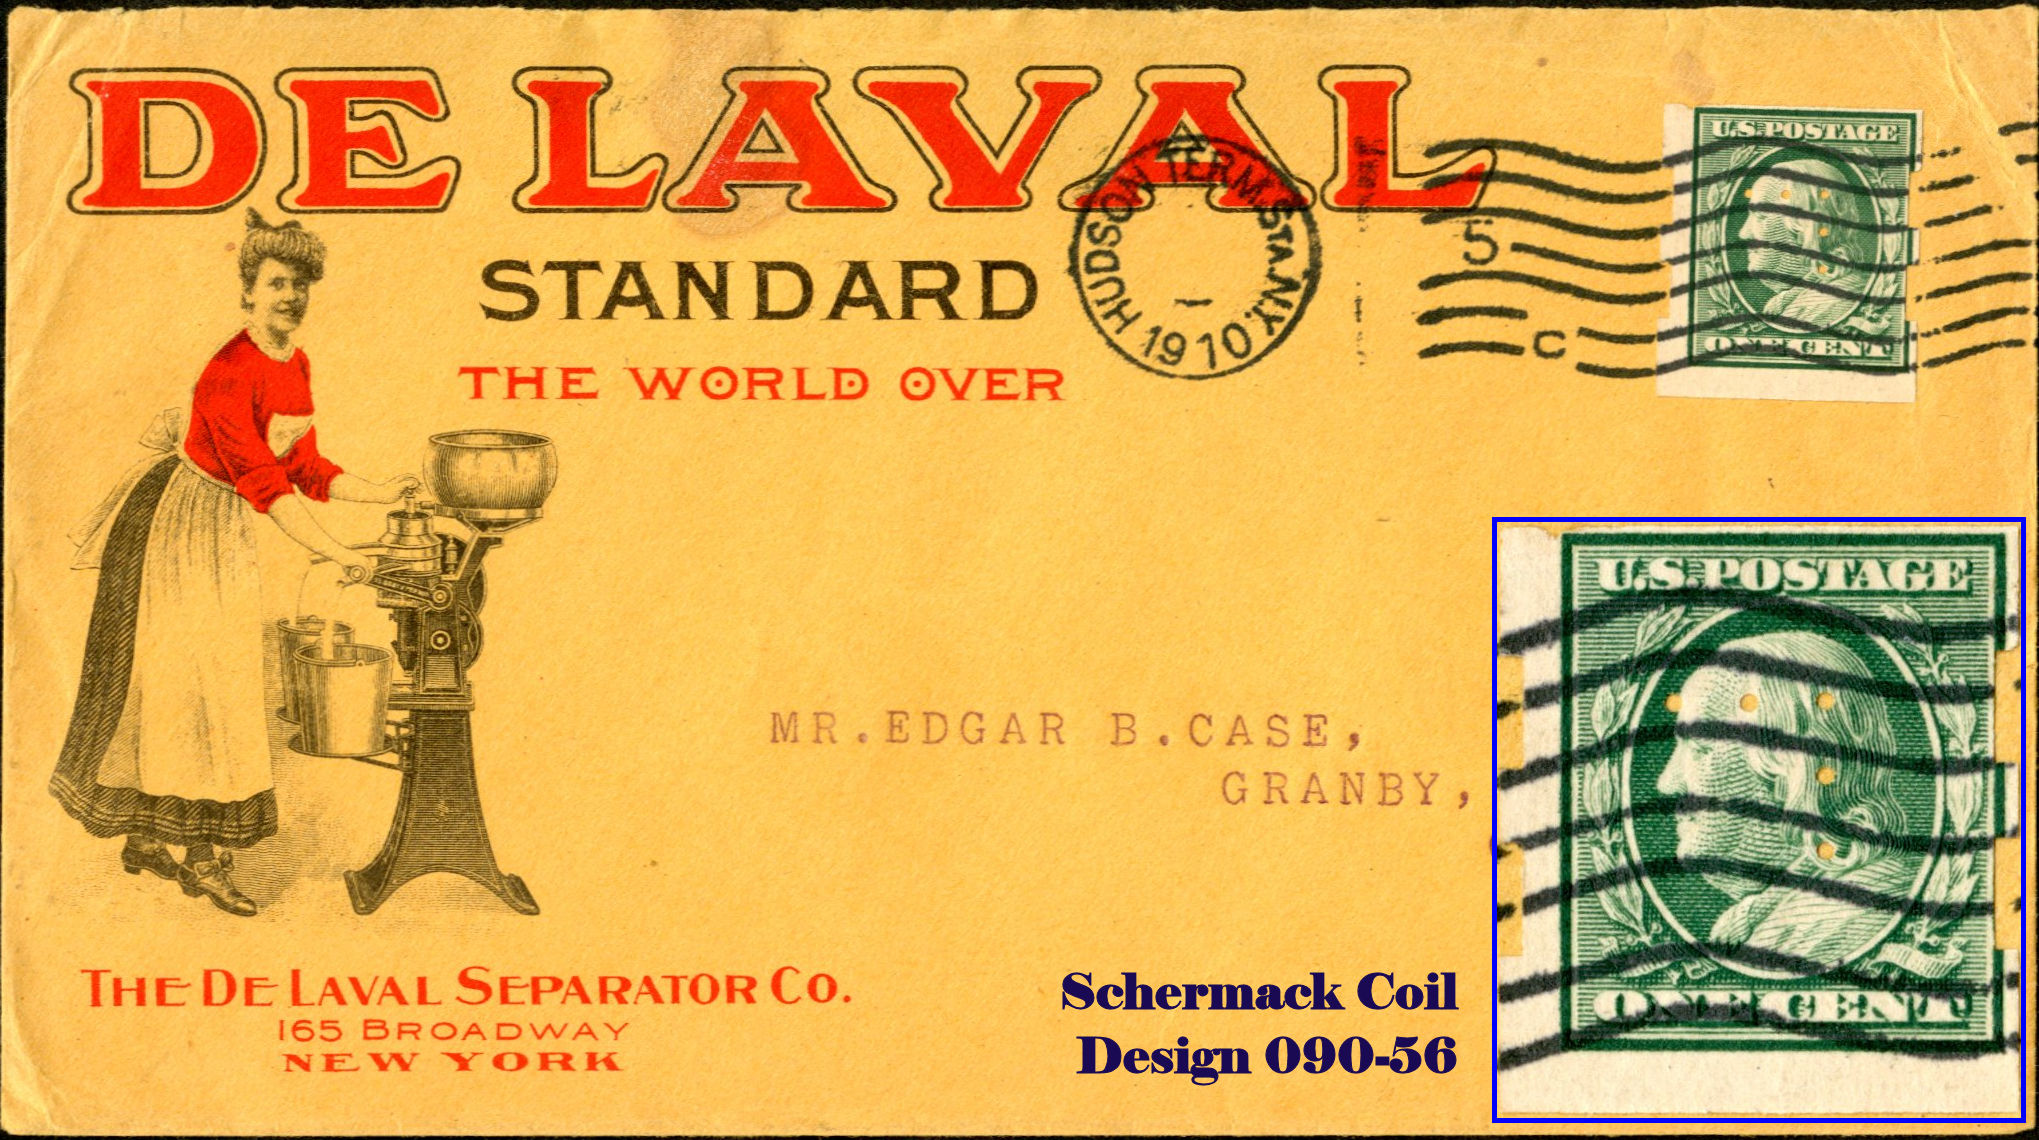 DE LAVAL
STANDARD
THE WORLD OVER
HUDSON TERM. STA. N.Y.
1910
5
C
U.S. POSTAGE
ONE CENT
MR. EDGAR B. CASE,
GRANBY,
THE DE LAVAL SEPARATOR CO.
165 BROADWAY
NEW YORK
Schermack Coil
Design 090-56
U.S. POSTAGE
ONE CENT